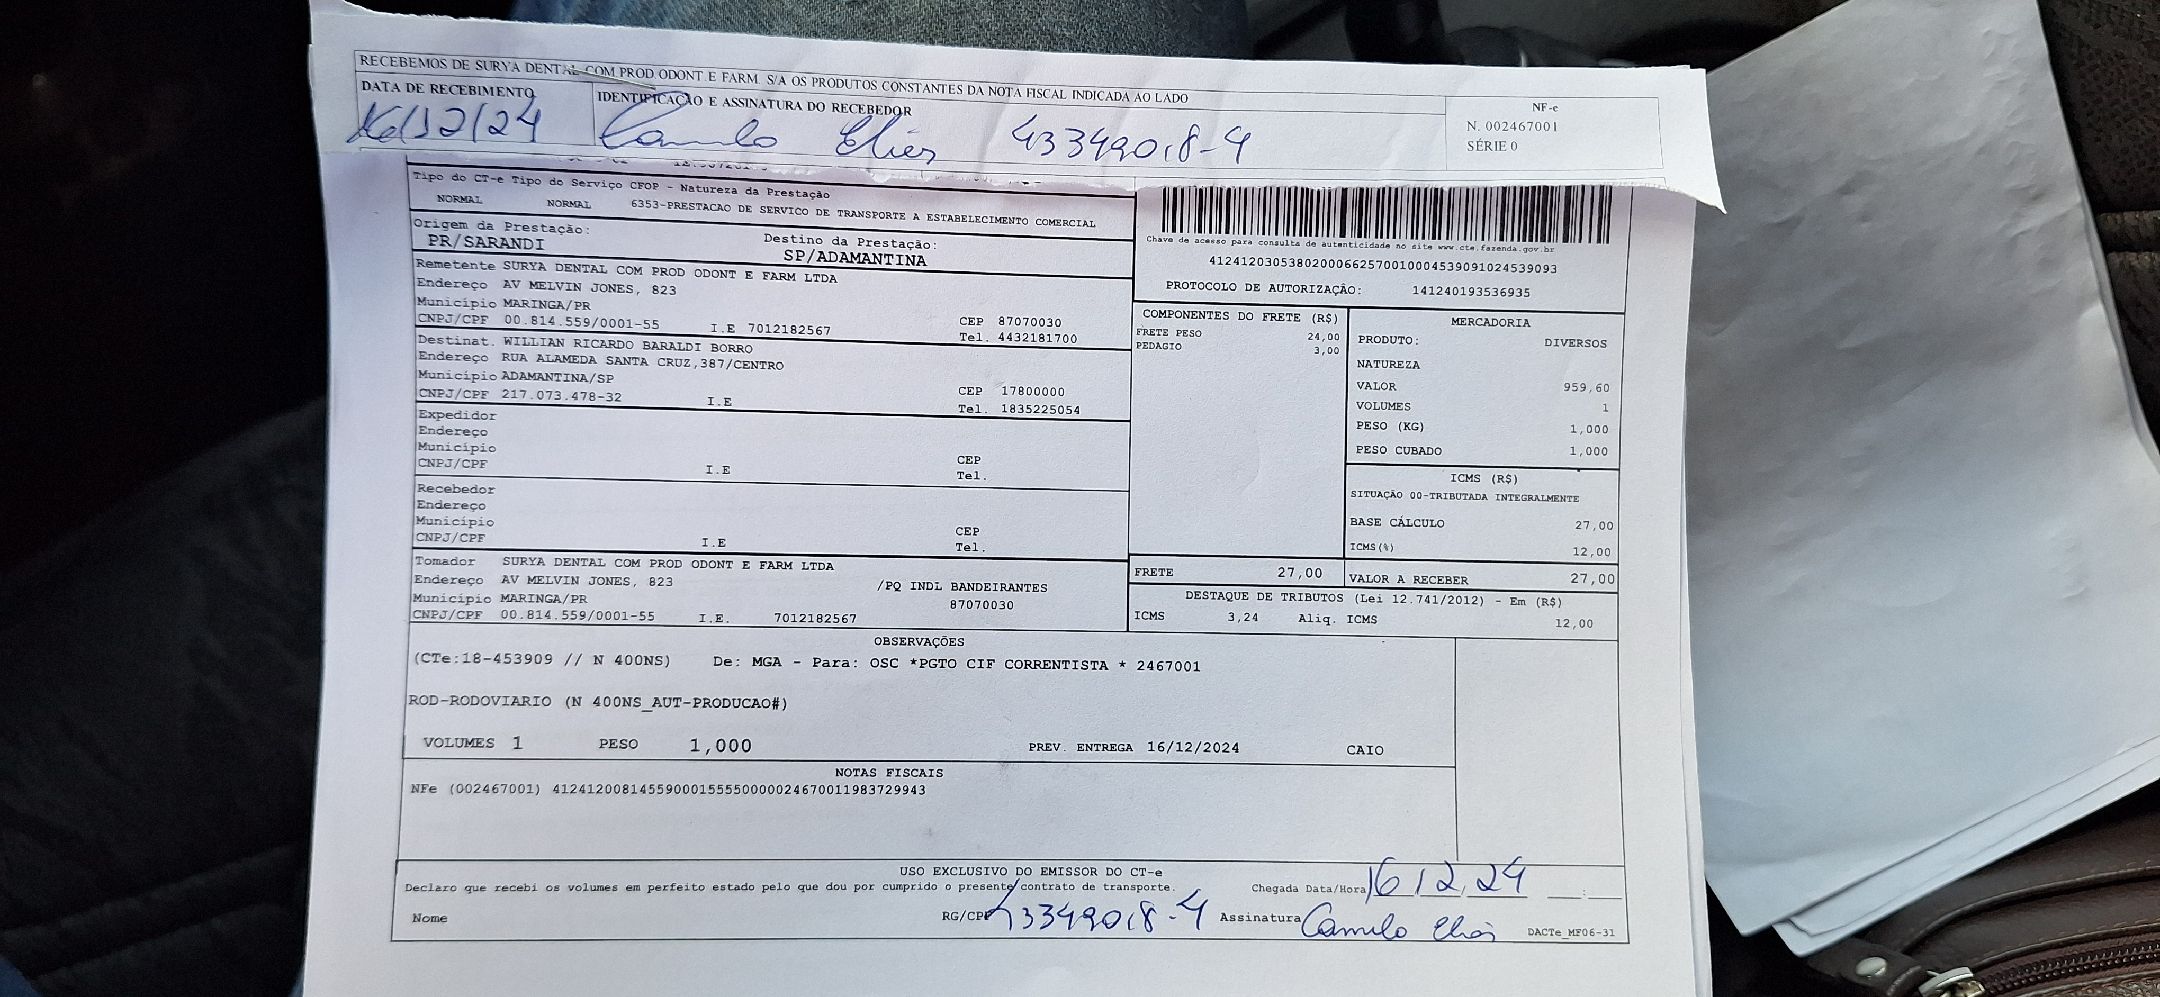 RECEBEMOS DE SURYA DENTAL COM PROD ODONT E FARM. S/A OS PRODUTOS CONSTANTES DA NOTA FISCAL INDICADA AO LADO
DATA DE RECEBIMENTO IDENTIFICAÇÃO E ASSINATURA DO RECEBEDOR
NF-e
N. 002467001
SÉRIE 0
16/12/24 Camilo Elias 43349018-4
Tipo do CT-e Tipo do Serviço CFOP - Natureza da Prestação
NORMAL NORMAL 6353-PRESTACAO DE SERVICO DE TRANSPORTE A ESTABELECIMENTO COMERCIAL
Origem da Prestação: Destino da Prestação:
PR/SARANDI SP/ADAMANTINA
Remetente SURYA DENTAL COM PROD ODONT E FARM LTDA
Endereço AV MELVIN JONES, 823
Município MARINGA/PR CEP 87070030
CNPJ/CPF 00.814.559/0001-55 I.E 7012182567 Tel. 4432181700
Destinat. WILLIAN RICARDO BARALDI BORRO
Endereço RUA ALAMEDA SANTA CRUZ,387/CENTRO
Município ADAMANTINA/SP CEP 17800000
CNPJ/CPF 217.073.478-32 I.E Tel. 1835225054
Expedidor
Endereço
Município CEP
CNPJ/CPF I.E Tel.
Recebedor
Endereço
Município CEP
CNPJ/CPF I.E Tel.
Tomador SURYA DENTAL COM PROD ODONT E FARM LTDA
Endereço AV MELVIN JONES, 823 /PQ INDL BANDEIRANTES
Município MARINGA/PR 87070030
CNPJ/CPF 00.814.559/0001-55 I.E. 7012182567
Chave de acesso para consulta de autenticidade no site www.cte.fazenda.gov.br
41241203053802000662570010004539091024539093
PROTOCOLO DE AUTORIZAÇÃO: 141240193536935
COMPONENTES DO FRETE (R$)
FRETE PESO 24,00
PEDAGIO 3,00
FRETE 27,00
MERCADORIA
PRODUTO: DIVERSOS
NATUREZA
VALOR 959,60
VOLUMES 1
PESO (KG) 1,000
PESO CUBADO 1,000
ICMS (R$)
SITUAÇÃO 00-TRIBUTADA INTEGRALMENTE
BASE CÁLCULO 27,00
ICMS(%) 12,00
VALOR A RECEBER 27,00
DESTAQUE DE TRIBUTOS (Lei 12.741/2012) - Em (R$)
ICMS 3,24 Aliq. ICMS 12,00
OBSERVAÇÕES
(CTe:18-453909 // N 400NS) De: MGA - Para: OSC *PGTO CIF CORRENTISTA * 2467001
ROD-RODOVIARIO (N 400NS_AUT-PRODUCAO#)
VOLUMES 1 PESO 1,000 PREV. ENTREGA 16/12/2024 CAIO
NOTAS FISCAIS
NFe (002467001) 41241200814559000155550000024670011983729943
USO EXCLUSIVO DO EMISSOR DO CT-e
Declaro que recebi os volumes em perfeito estado pelo que dou por cumprido o presente contrato de transporte. Chegada Data/Hora 16 12 24 :
Nome RG/CPF 43349018-4 Assinatura Camilo Elias DACTe_MF06-31